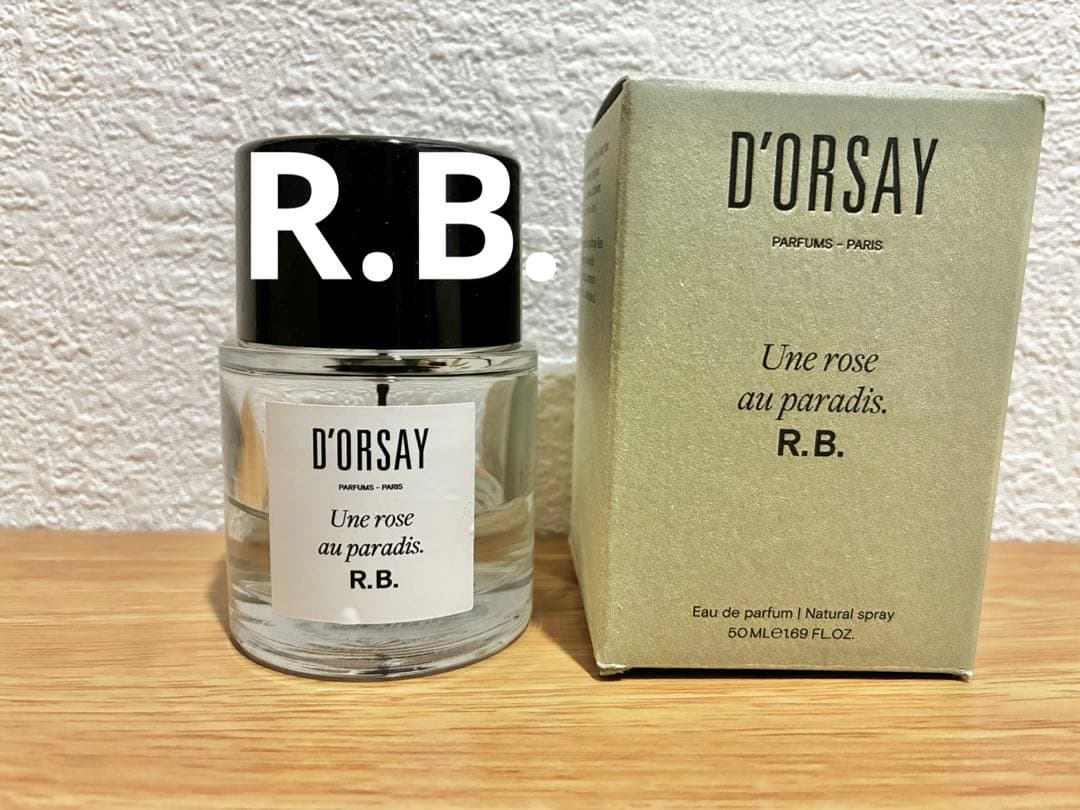 R.B.
D'ORSAY
PARFUMS – PARIS
Une rose
au paradis.
R.B.
D'ORSAY
PARFUMS – PARIS
Une rose
au paradis.
R.B.
Eau de parfum | Natural spray
50 ML℮1.69 FL.OZ.